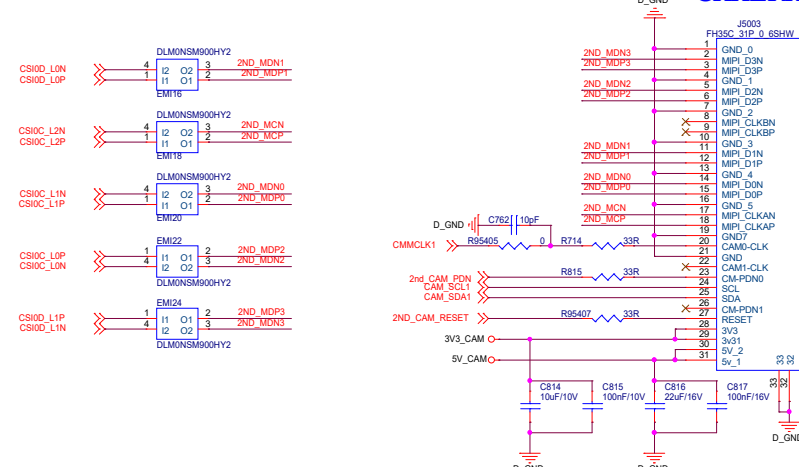 D_GND
J5003
FH35C_31P_0_6SHW
DLM0NSM900HY2
CSI0D_L0N 4 I2 O2 3 2ND_MDN1
CSI0D_L0P 1 I1 O1 2 2ND_MDP1
EMI16
DLM0NSM900HY2
CSI0C_L2N 4 I2 O2 3 2ND_MCN
CSI0C_L2P 1 I1 O1 2 2ND_MCP
EMI18
DLM0NSM900HY2
CSI0C_L1N 4 I2 O2 3 2ND_MDN0
CSI0C_L1P 1 I1 O1 2 2ND_MDP0
EMI20
EMI22
CSI0C_L0P 1 I1 O1 2 2ND_MDP2
CSI0C_L0N 4 I2 O2 3 2ND_MDN2
DLM0NSM900HY2
EMI24
CSI0D_L1P 1 I1 O1 2 2ND_MDP3
CSI0D_L1N 4 I2 O2 3 2ND_MDN3
DLM0NSM900HY2
1 GND_0
2ND_MDN3 2 MIPI_D3N
2ND_MDP3 3 MIPI_D3P
4 GND_1
2ND_MDN2 5 MIPI_D2N
2ND_MDP2 6 MIPI_D2P
7 GND_2
8 MIPI_CLKBN
9 MIPI_CLKBP
10 GND_3
2ND_MDN1 11 MIPI_D1N
2ND_MDP1 12 MIPI_D1P
13 GND_4
2ND_MDN0 14 MIPI_D0N
2ND_MDP0 15 MIPI_D0P
16 GND_5
2ND_MCN 17 MIPI_CLKAN
2ND_MCP 18 MIPI_CLKAP
D_GND C762 10pF 19 GND7
CMMCLK1 R95405 0 R714 33R 20 CAM0-CLK
21 GND
22 CAM1-CLK
2nd_CAM_PDN R815 33R 23 CM-PDN0
CAM_SCL1 24 SCL
CAM_SDA1 25 SDA
26 CM-PDN1
2ND_CAM_RESET R95407 33R 27 RESET
28 3V3
3V3_CAM 29 3v31
30 5V_2
5V_CAM 31 5v_1
33 32
33 32
C814 C815 C816 C817
10uF/10V 100nF/10V 22uF/16V 100nF/16V
D_GND
D_GND D_GND